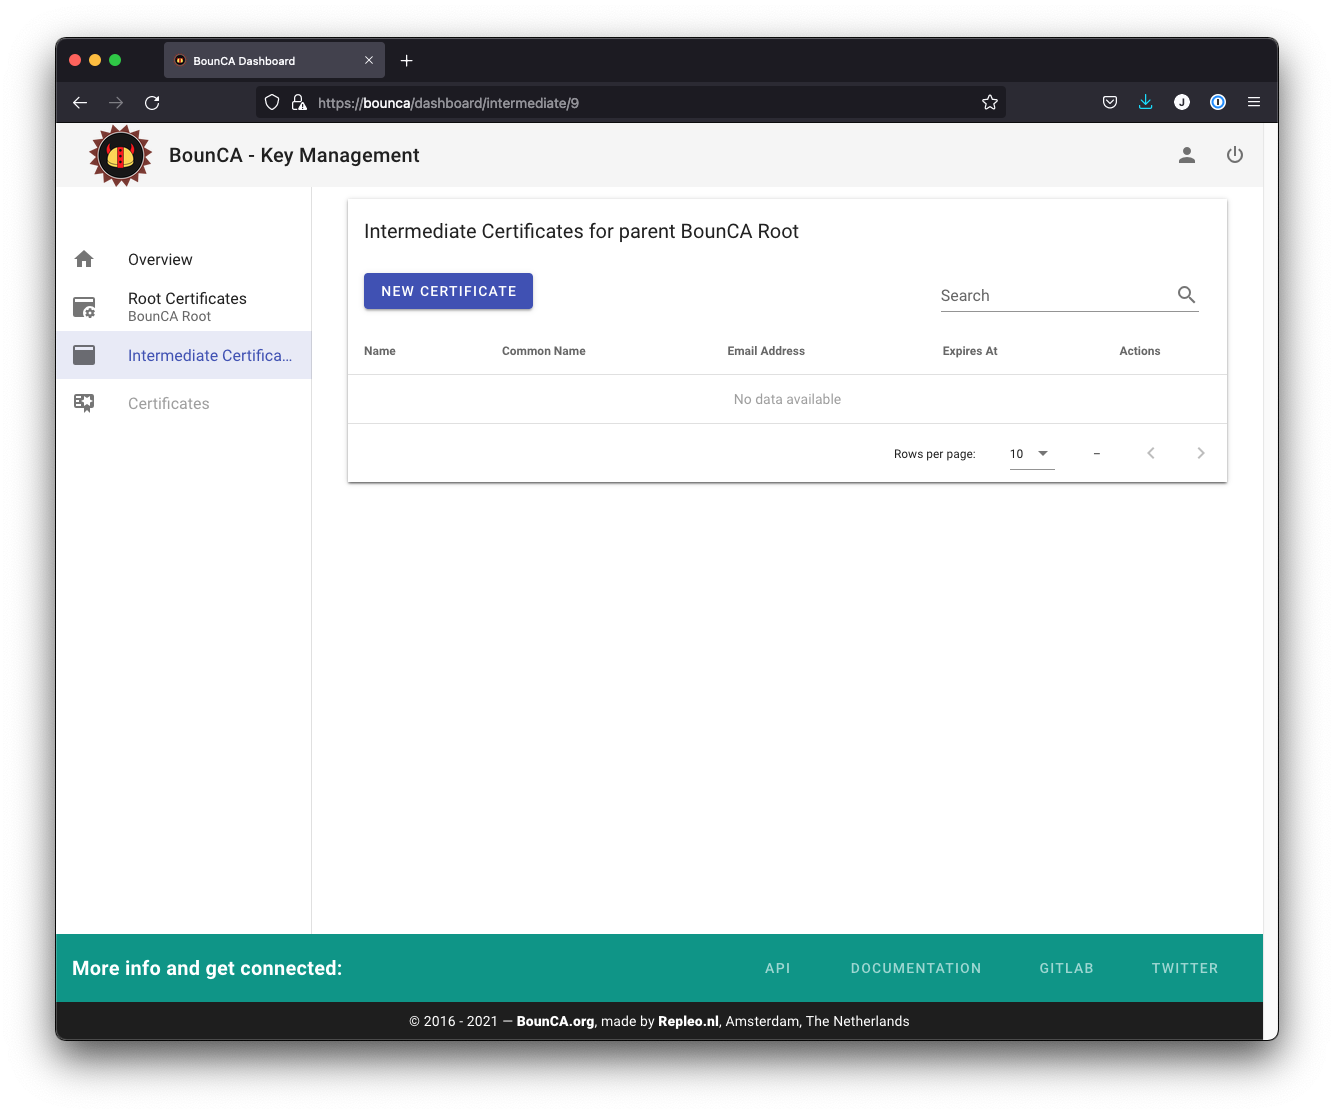 BounCA Dashboard
https://bounca/dashboard/intermediate/9
J
BounCA - Key Management
Overview
Root Certificates
BounCA Root
Intermediate Certifica...
Certificates
Intermediate Certificates for parent BounCA Root
NEW CERTIFICATE
Search
Name Common Name Email Address Expires At Actions
No data available
Rows per page: 10 –
More info and get connected: API DOCUMENTATION GITLAB TWITTER
© 2016 - 2021 — BounCA.org, made by Repleo.nl, Amsterdam, The Netherlands